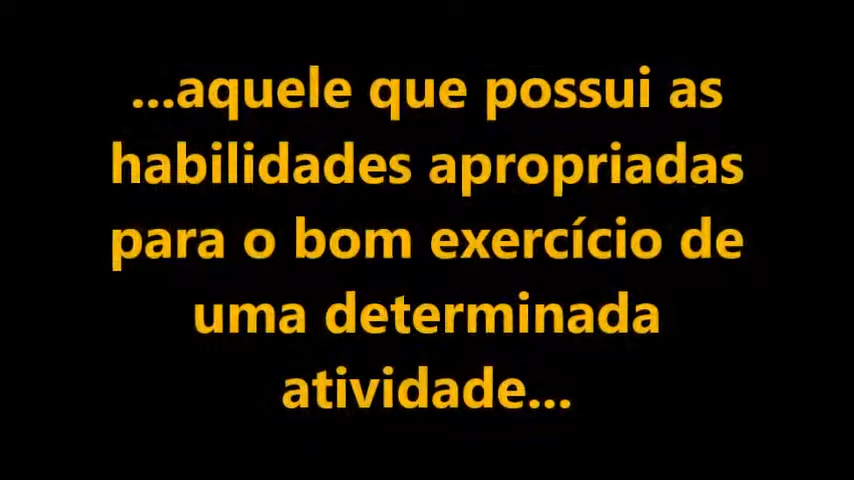 ...aquele que possui as
habilidades apropriadas
para o bom exercício de
uma determinada
atividade...